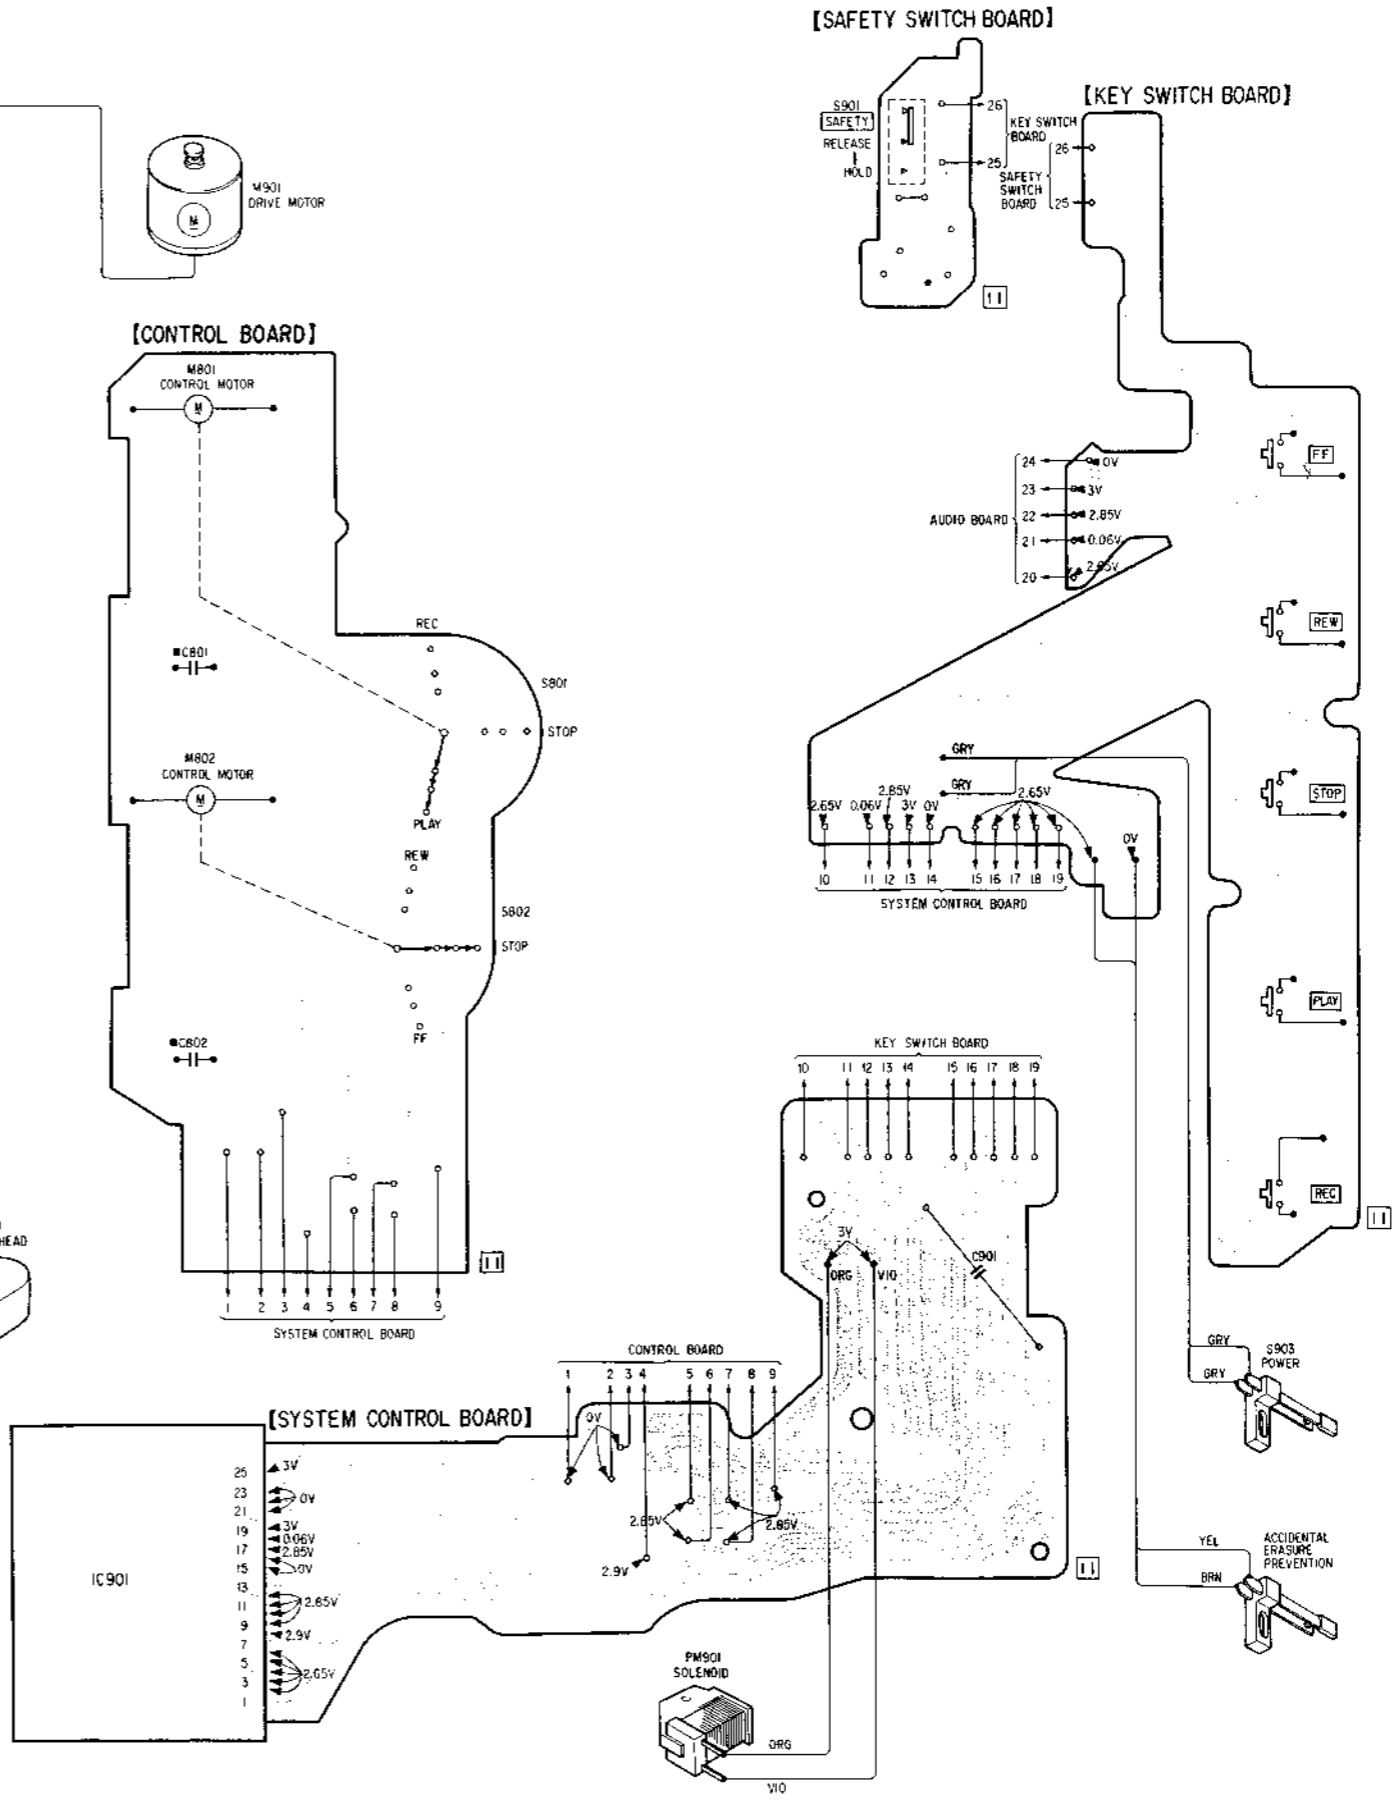 [SAFETY SWITCH BOARD]
S901
SAFETY
RELEASE
HOLD
26
25
KEY SWITCH
BOARD
11
[KEY SWITCH BOARD]
26
25
SAFETY
SWITCH
BOARD
M901
DRIVE MOTOR
M
[CONTROL BOARD]
M801
CONTROL MOTOR
M
C801
M802
CONTROL MOTOR
M
C802
REC
S801
STOP
PLAY
REW
S802
STOP
FF
1 2 3 4 5 6 7 8 9
SYSTEM CONTROL BOARD
11
HEAD
AUDIO BOARD
24 0V
23 3V
22 2.85V
21 0.06V
20 2.85V
FF
REW
STOP
PLAY
REC
11
GRY
GRY
2.65V 0.06V 2.85V 3V 0V 2.65V
0V
10 11 12 13 14 15 16 17 18 19
SYSTEM CONTROL BOARD
KEY SWITCH BOARD
10 11 12 13 14 15 16 17 18 19
3V
ORG VIO
C901
GRY
GRY
S903
POWER
YEL
BRN
ACCIDENTAL
ERASURE
PREVENTION
CONTROL BOARD
1 2 3 4 5 6 7 8 9
0V
2.85V
2.85V
2.9V
11
[SYSTEM CONTROL BOARD]
IC901
25 3V
23
21 0V
19 3V
0.06V
17 2.85V
15 0V
13
11 2.85V
9 2.9V
7
5
3 2.65V
1
PM901
SOLENOID
ORG
VIO